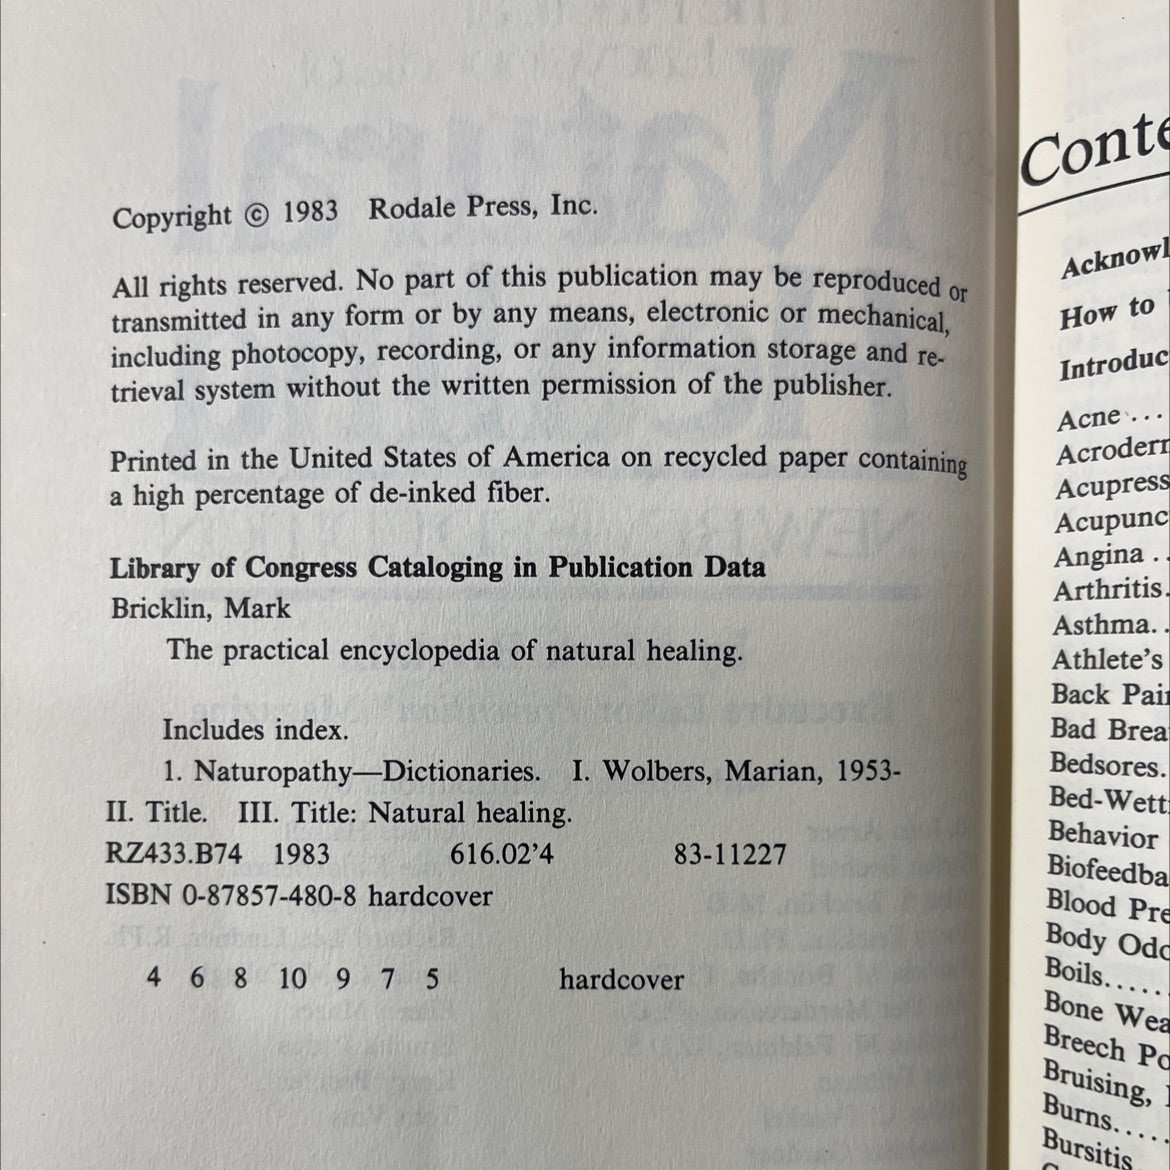 Copyright © 1983 Rodale Press, Inc.
All rights reserved. No part of this publication may be reproduced or
transmitted in any form or by any means, electronic or mechanical,
including photocopy, recording, or any information storage and re-
trieval system without the written permission of the publisher.
Printed in the United States of America on recycled paper containing
a high percentage of de-inked fiber.
Library of Congress Cataloging in Publication Data
Bricklin, Mark
The practical encyclopedia of natural healing.
Includes index.
1. Naturopathy—Dictionaries. I. Wolbers, Marian, 1953-
II. Title. III. Title: Natural healing.
RZ433.B74 1983 616.02’4 83-11227
ISBN 0-87857-480-8 hardcover
4 6 8 10 9 7 5 hardcover
Conte
Acknowl
How to
Introduc
Acne ...
Acroderm
Acupress
Acupunc
Angina ..
Arthritis.
Asthma. .
Athlete’s
Back Pai
Bad Brea
Bedsores.
Bed-Wett
Behavior
Biofeedba
Blood Pre
Body Odo
Boils.....
Bone Wea
Breech Po
Bruising,
Burns.....
Bursitis